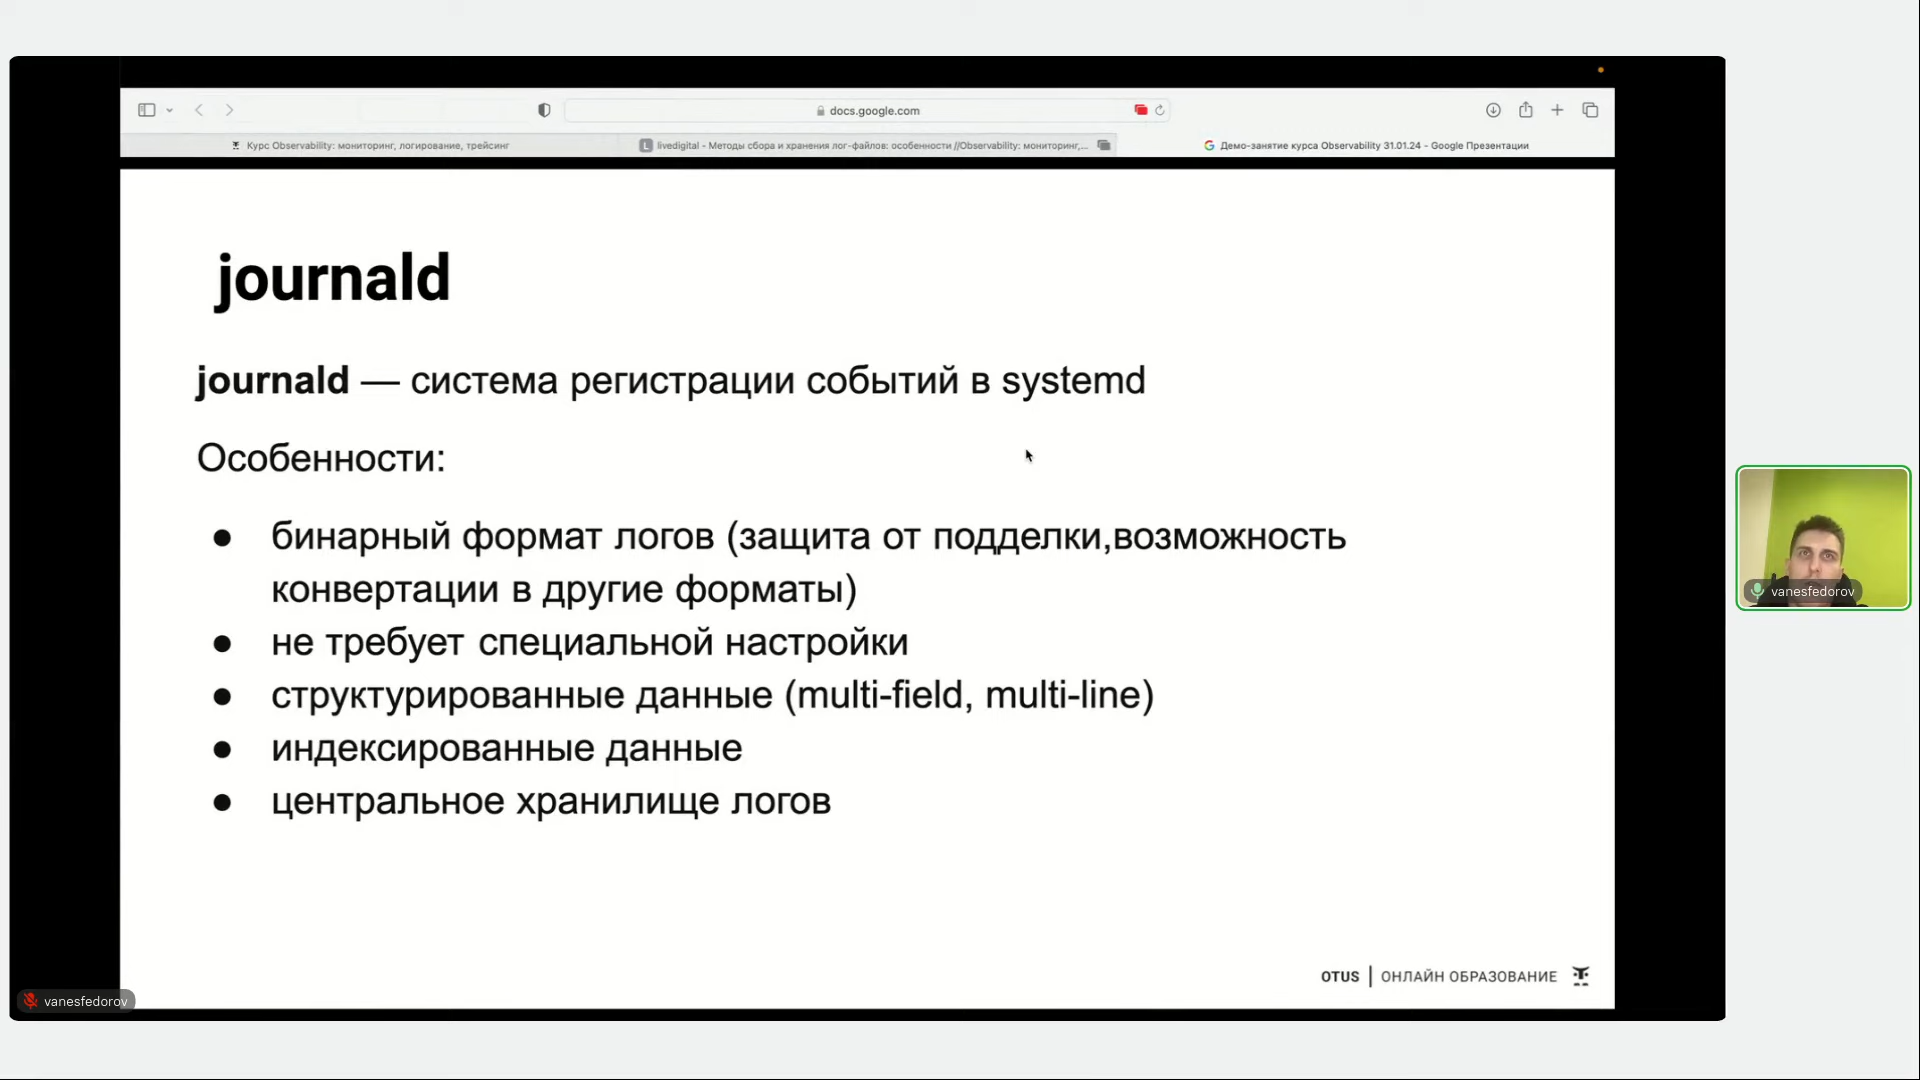 docs.google.com
Курс Observability: мониторинг, логирование, трейсинг
L livedigital - Методы сбора и хранения лог-файлов: особенности //Observability: мониторинг,...
G Демо-занятие курса Observability 31.01.24 - Google Презентации
journald
journald — система регистрации событий в systemd
Особенности:
● бинарный формат логов (защита от подделки,возможность
конвертации в другие форматы)
● не требует специальной настройки
● структурированные данные (multi-field, multi-line)
● индексированные данные
● центральное хранилище логов
vanesfedorov
OTUS | ОНЛАЙН ОБРАЗОВАНИЕ
vanesfedorov